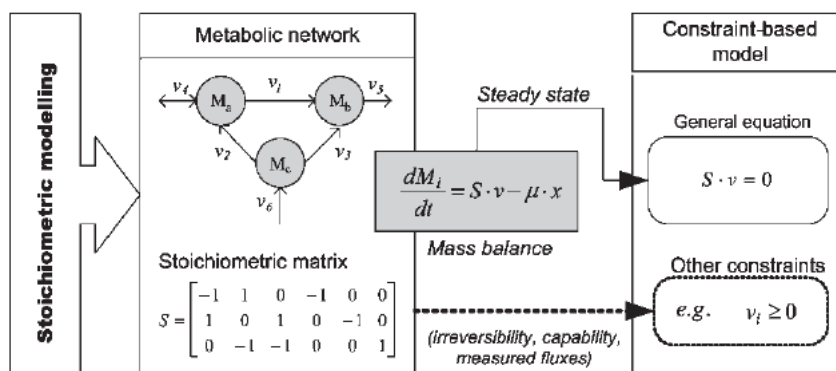 Stoichiometric modelling
Metabolic network
v4 v1 v5
Ma Mb
v2 v3
Mc
v6
Stoichiometric matrix
S = [ −1 1 0 −1 0 0
1 0 1 0 −1 0
0 −1 −1 0 0 1 ]
Steady state
dM_i/dt = S · v − μ · x
Mass balance
(irreversibility, capability,
measured fluxes)
Constraint-based
model
General equation
S · v = 0
Other constraints
e.g. v_i ≥ 0